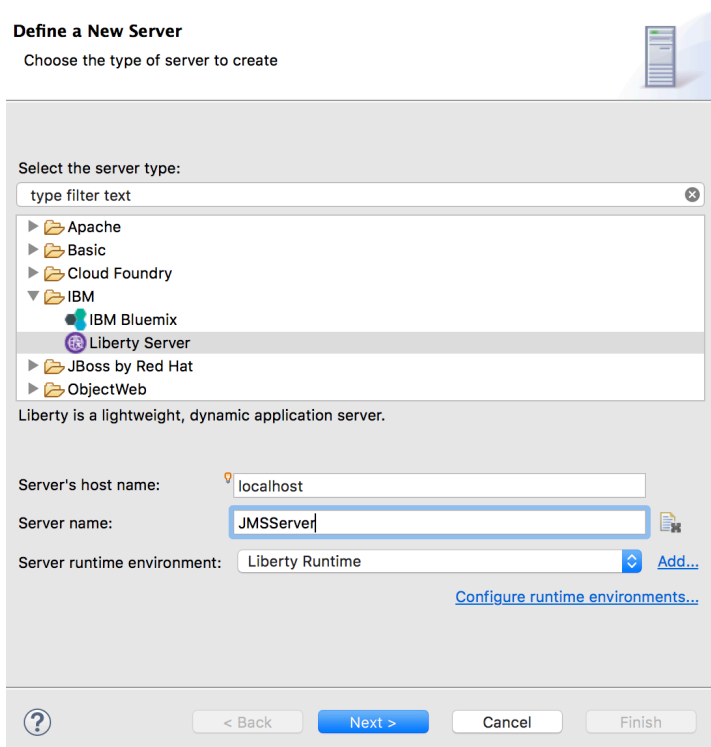 Define a New Server
Choose the type of server to create
Select the server type:
type filter text
Apache
Basic
Cloud Foundry
IBM
IBM Bluemix
Liberty Server
JBoss by Red Hat
ObjectWeb
Liberty is a lightweight, dynamic application server.
Server's host name: localhost
Server name: JMSServer
Server runtime environment: Liberty Runtime Add...
Configure runtime environments...
? < Back Next > Cancel Finish